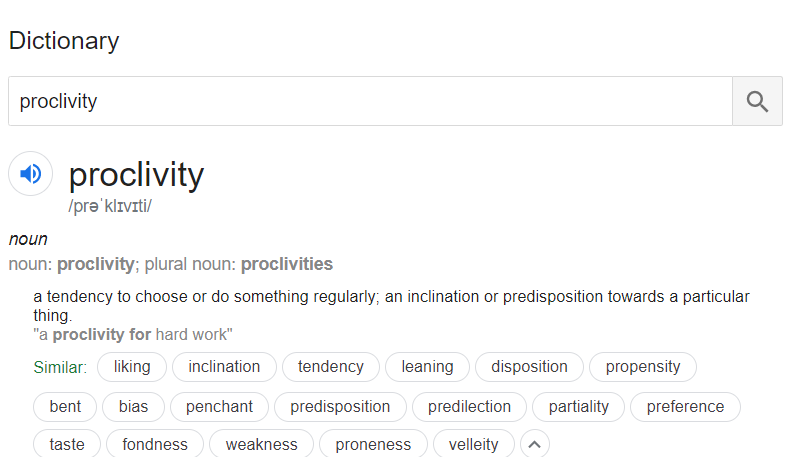 Dictionary
proclivity
proclivity
/prəˈklɪvɪti/
noun
noun: proclivity; plural noun: proclivities
a tendency to choose or do something regularly; an inclination or predisposition towards a particular
thing.
"a proclivity for hard work"
Similar: liking inclination tendency leaning disposition propensity
bent bias penchant predisposition predilection partiality preference
taste fondness weakness proneness velleity